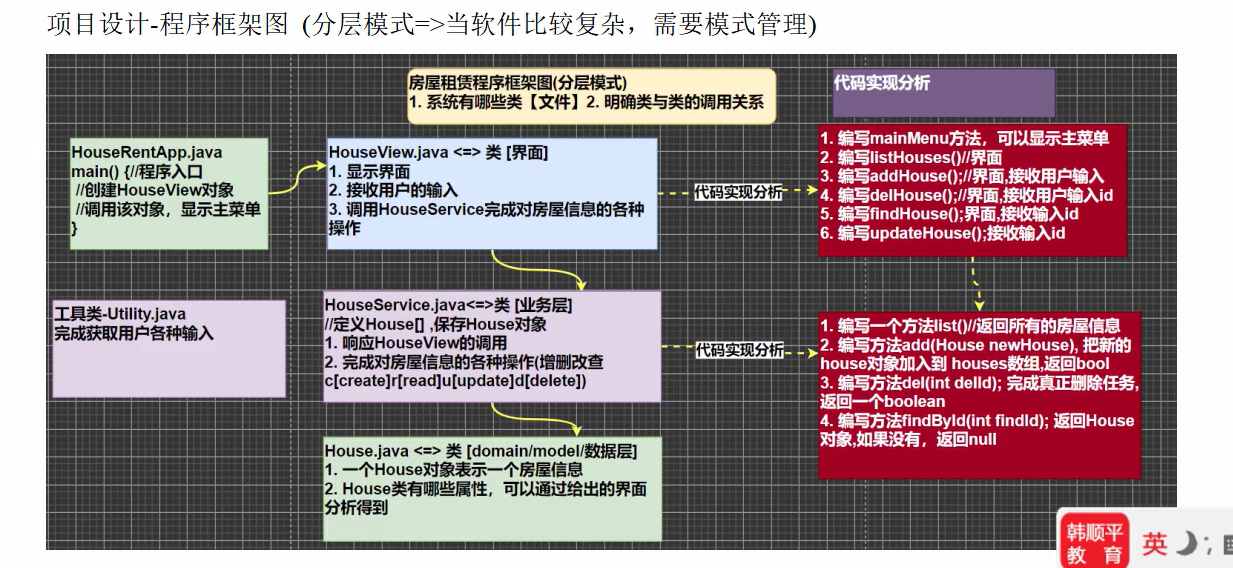 项目设计-程序框架图 (分层模式=>当软件比较复杂，需要模式管理)
房屋租赁程序框架图(分层模式)
1. 系统有哪些类【文件】2. 明确类与类的调用关系
代码实现分析
HouseRentApp.java
main() {//程序入口
//创建HouseView对象
//调用该对象，显示主菜单
}
HouseView.java <=> 类 [界面]
1. 显示界面
2. 接收用户的输入
3. 调用HouseService完成对房屋信息的各种
操作
代码实现分析
1. 编写mainMenu方法，可以显示主菜单
2. 编写listHouses()//界面
3. 编写addHouse();//界面,接收用户输入
4. 编写delHouse();//界面,接收用户输入id
5. 编写findHouse();界面,接收输入id
6. 编写updateHouse();接收输入id
工具类-Utility.java
完成获取用户各种输入
HouseService.java<=>类 [业务层]
//定义House[] ,保存House对象
1. 响应HouseView的调用
2. 完成对房屋信息的各种操作(增删改查
c[create]r[read]u[update]d[delete])
代码实现分析
1. 编写一个方法list()//返回所有的房屋信息
2. 编写方法add(House newHouse), 把新的
house对象加入到 houses数组,返回bool
3. 编写方法del(int delId); 完成真正删除任务,
返回一个boolean
4. 编写方法findById(int findId); 返回House
对象,如果没有，返回null
House.java <=> 类 [domain/model/数据层]
1. 一个House对象表示一个房屋信息
2. House类有哪些属性，可以通过给出的界面
分析得到
韩顺平
教育
英